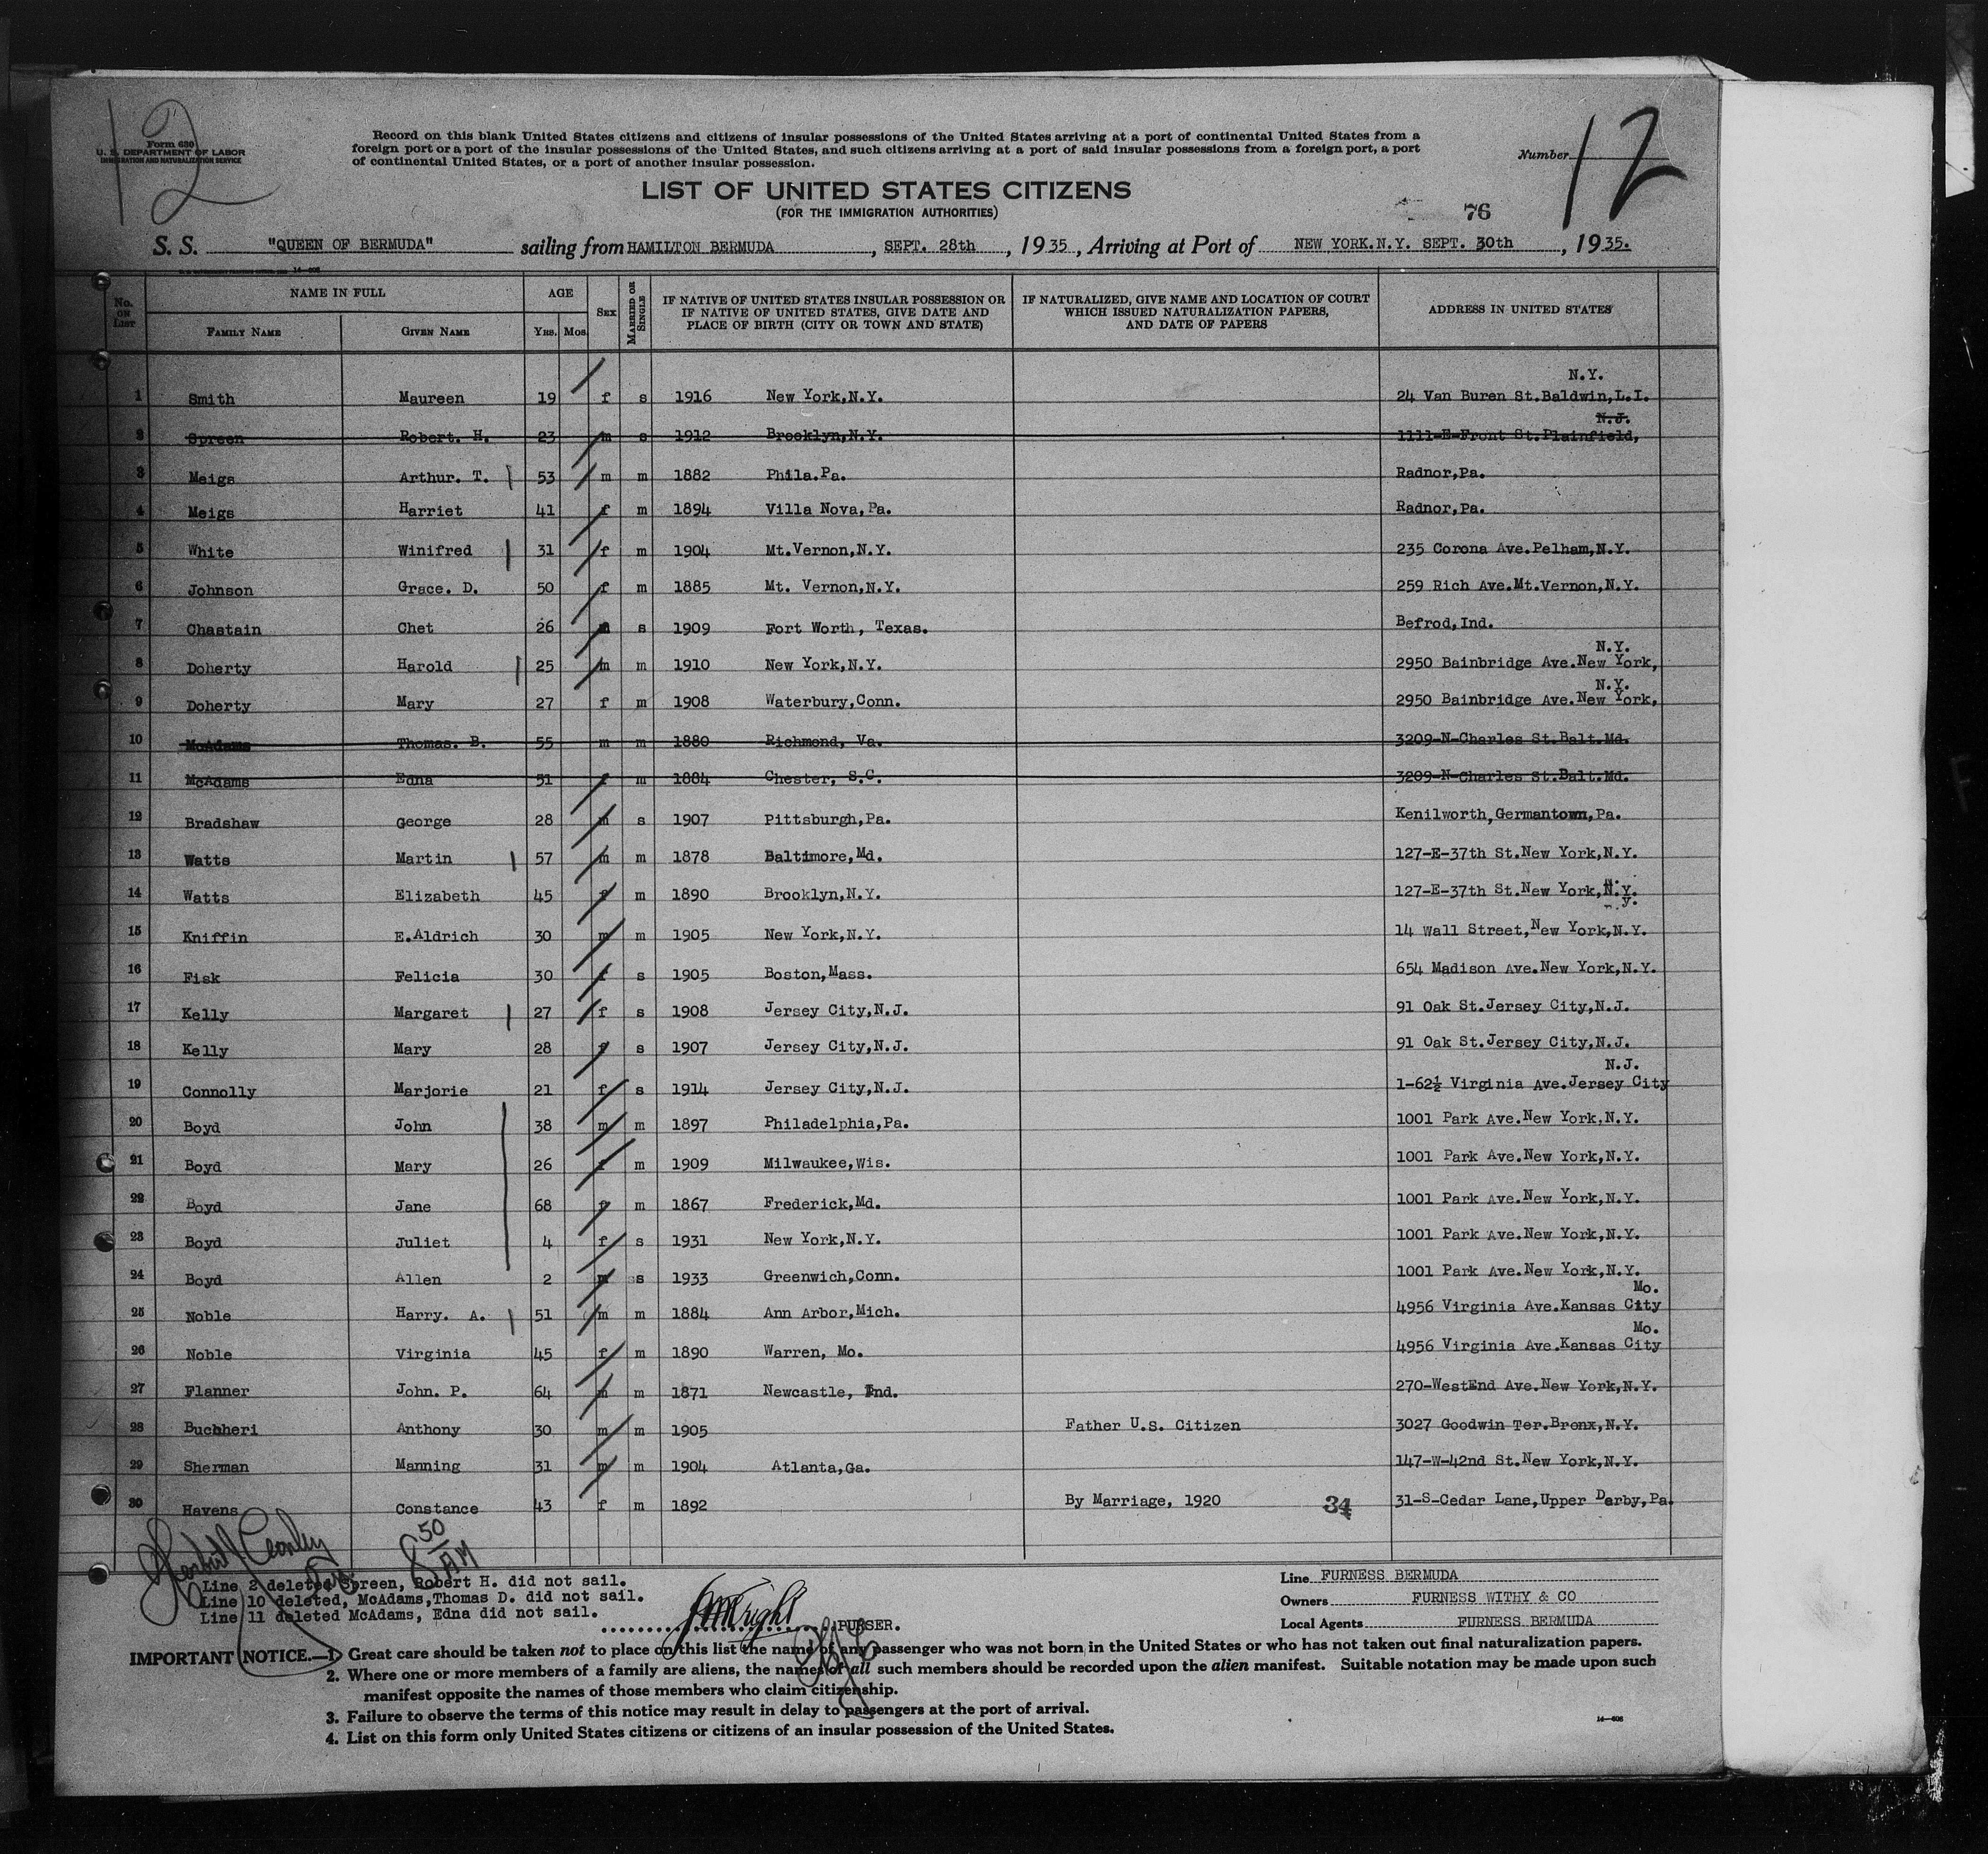 12
Form 630
U. S. DEPARTMENT OF LABOR
IMMIGRATION AND NATURALIZATION SERVICE
Record on this blank United States citizens and citizens of insular possessions of the United States arriving at a port of continental United States from a
foreign port or a port of the insular possessions of the United States, and such citizens arriving at a port of said insular possessions from a foreign port, a port
of continental United States, or a port of another insular possession.
Number 12
LIST OF UNITED STATES CITIZENS
(FOR THE IMMIGRATION AUTHORITIES)
76
S. S. "QUEEN OF BERMUDA" sailing from HAMILTON BERMUDA, SEPT. 28th, 1935, Arriving at Port of NEW YORK.N.Y. SEPT. 30th, 1935.
No. on List NAME IN FULL AGE Sex Married or Single IF NATIVE OF UNITED STATES INSULAR POSSESSION OR IF NATIVE OF UNITED STATES, GIVE DATE AND PLACE OF BIRTH (CITY OR TOWN AND STATE) IF NATURALIZED, GIVE NAME AND LOCATION OF COURT WHICH ISSUED NATURALIZATION PAPERS, AND DATE OF PAPERS ADDRESS IN UNITED STATES
Family Name Given Name Yrs. Mos.
N.Y.
1 Smith Maureen 19 f s 1916 New York,N.Y. 24 Van Buren St.Baldwin,L.I.
N.J.
2 Spreen Robert. H. 23 m s 1912 Brooklyn,N.Y. 1111-E-Front St.Plainfield,
3 Meigs Arthur. T. 53 m m 1882 Phila.Pa. Radnor,Pa.
4 Meigs Harriet 41 f m 1894 Villa Nova,Pa. Radnor,Pa.
5 White Winifred 31 f m 1904 Mt.Vernon,N.Y. 235 Corona Ave.Pelham,N.Y.
6 Johnson Grace. D. 50 f m 1885 Mt. Vernon,N.Y. 259 Rich Ave.Mt.Vernon,N.Y.
7 Chastain Chet 26 m s 1909 Fort Worth, Texas. Befrod,Ind.
N.Y.
8 Doherty Harold 25 m m 1910 New York,N.Y. 2950 Bainbridge Ave.New York,
N.Y.
9 Doherty Mary 27 f m 1908 Waterbury,Conn. 2950 Bainbridge Ave.New York,
10 McAdams Thomas. B. 55 m m 1880 Richmond, Va. 3209-N-Charles St.Balt.Md.
11 McAdams Edna 51 f m 1884 Chester, S.C. 3209-N-Charles St.Balt.Md.
12 Bradshaw George 28 m s 1907 Pittsburgh,Pa. Kenilworth,Germantown,Pa.
13 Watts Martin 57 m m 1878 Baltimore,Md. 127-E-37th St.New York,N.Y.
14 Watts Elizabeth 45 f m 1890 Brooklyn,N.Y. 127-E-37th St.New York,N.Y.
15 Kniffin E.Aldrich 30 m m 1905 New York,N.Y. 14 Wall Street,New York,N.Y.
16 Fisk Felicia 30 f s 1905 Boston,Mass. 654 Madison Ave.New York,N.Y.
17 Kelly Margaret 27 f s 1908 Jersey City,N.J. 91 Oak St.Jersey City,N.J.
18 Kelly Mary 28 f s 1907 Jersey City,N.J. 91 Oak St.Jersey City,N.J.
N.J.
19 Connolly Marjorie 21 f s 1914 Jersey City,N.J. 1-62½ Virginia Ave.Jersey City
20 Boyd John 38 m m 1897 Philadelphia,Pa. 1001 Park Ave.New York,N.Y.
21 Boyd Mary 26 f m 1909 Milwaukee,Wis. 1001 Park Ave.New York,N.Y.
22 Boyd Jane 68 f m 1867 Frederick,Md. 1001 Park Ave.New York,N.Y.
23 Boyd Juliet 4 f s 1931 New York,N.Y. 1001 Park Ave.New York,N.Y.
24 Boyd Allen 2 m s 1933 Greenwich,Conn. 1001 Park Ave.New York,N.Y.
Mo.
25 Noble Harry. A. 51 m m 1884 Ann Arbor,Mich. 4956 Virginia Ave.Kansas City
Mo.
26 Noble Virginia 45 f m 1890 Warren, Mo. 4956 Virginia Ave.Kansas City
27 Flanner John. P. 64 m m 1871 Newcastle, Ind. 270-WestEnd Ave.New York,N.Y.
28 Buccheri Anthony 30 m m 1905 Father U.S. Citizen 3027 Goodwin Ter.Bronx,N.Y.
29 Sherman Manning 31 m m 1904 Atlanta,Ga. 147-W-42nd St.New York,N.Y.
30 Havens Constance 43 f m 1892 By Marriage, 1920 34 31-S-Cedar Lane,Upper Derby,Pa.
8 50 AM
Line 2 deleted Spreen, Robert H. did not sail.
Line 10 deleted, McAdams,Thomas D. did not sail.
Line 11 deleted McAdams, Edna did not sail.
PURSER.
Line FURNESS BERMUDA
Owners FURNESS WITHY & CO
Local Agents FURNESS BERMUDA
IMPORTANT NOTICE.—1. Great care should be taken not to place on this list the name of any passenger who was not born in the United States or who has not taken out final naturalization papers.
2. Where one or more members of a family are aliens, the names of all such members should be recorded upon the alien manifest. Suitable notation may be made upon such
manifest opposite the names of those members who claim citizenship.
3. Failure to observe the terms of this notice may result in delay to passengers at the port of arrival.
4. List on this form only United States citizens or citizens of an insular possession of the United States.
14—606